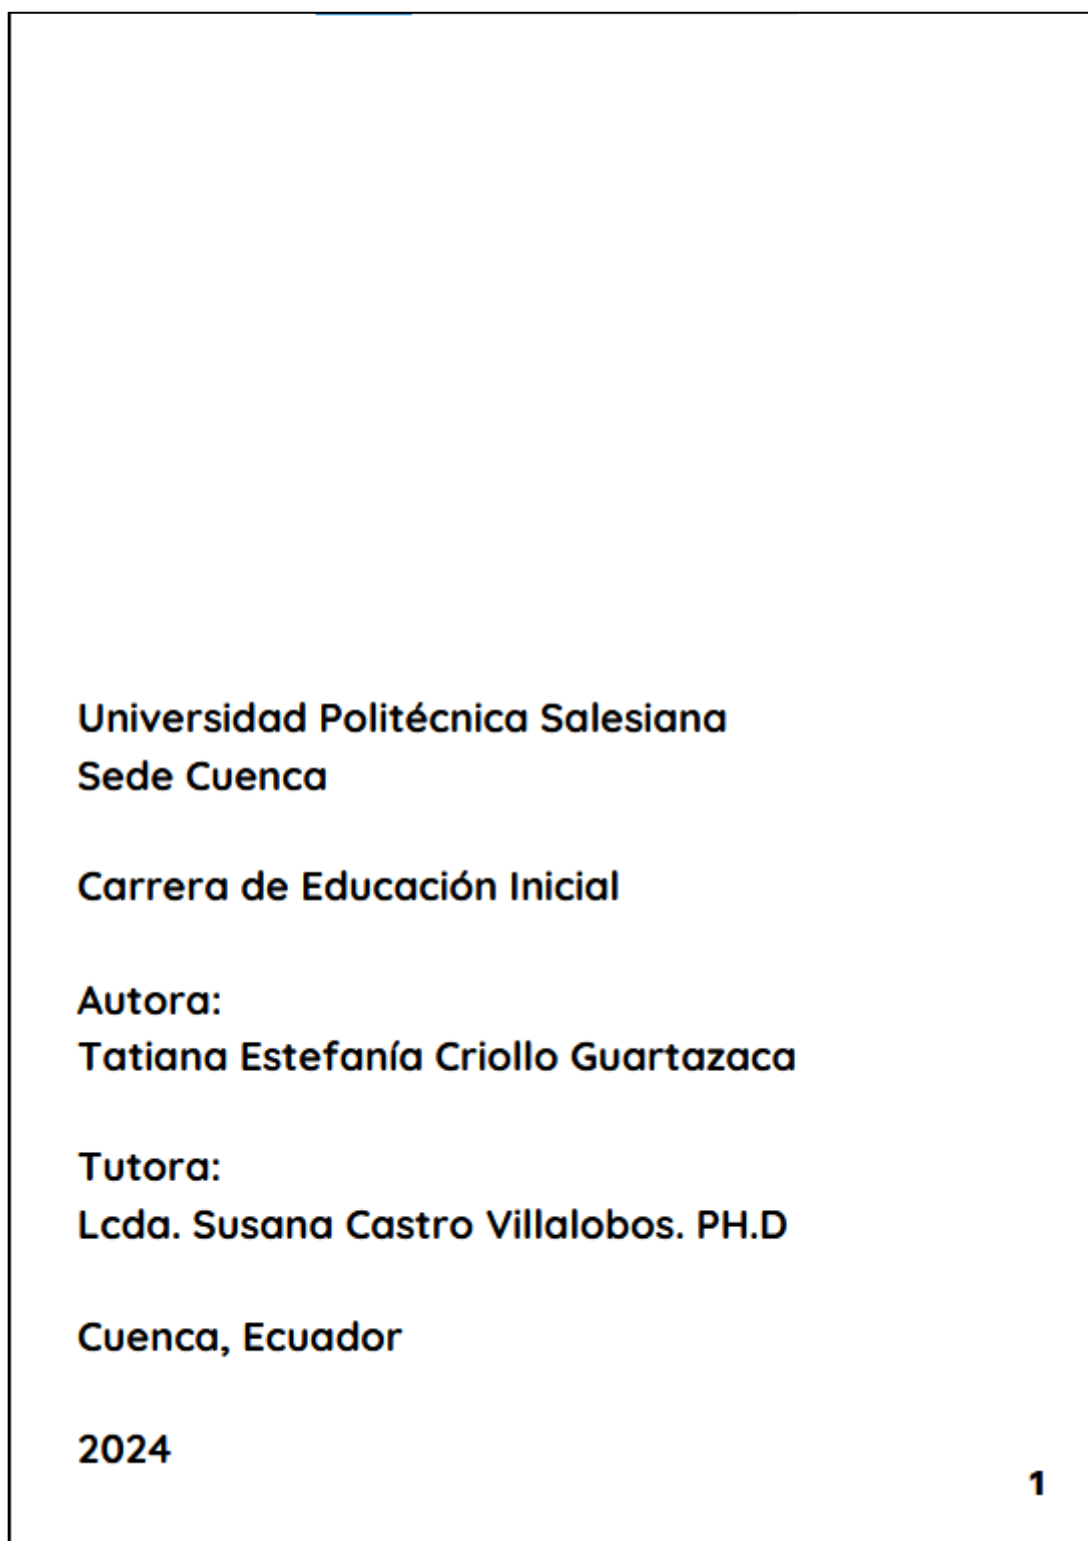 Universidad Politécnica Salesiana
Sede Cuenca
Carrera de Educación Inicial
Autora:
Tatiana Estefanía Criollo Guartazaca
Tutora:
Lcda. Susana Castro Villalobos. PH.D
Cuenca, Ecuador
2024
1